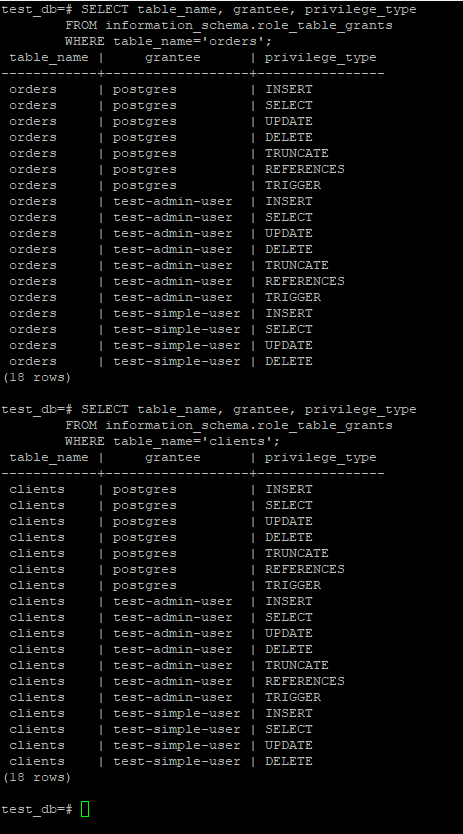 test_db=# SELECT table_name, grantee, privilege_type
        FROM information_schema.role_table_grants
        WHERE table_name='orders';
 table_name |     grantee      | privilege_type
------------+------------------+----------------
 orders     | postgres         | INSERT
 orders     | postgres         | SELECT
 orders     | postgres         | UPDATE
 orders     | postgres         | DELETE
 orders     | postgres         | TRUNCATE
 orders     | postgres         | REFERENCES
 orders     | postgres         | TRIGGER
 orders     | test-admin-user  | INSERT
 orders     | test-admin-user  | SELECT
 orders     | test-admin-user  | UPDATE
 orders     | test-admin-user  | DELETE
 orders     | test-admin-user  | TRUNCATE
 orders     | test-admin-user  | REFERENCES
 orders     | test-admin-user  | TRIGGER
 orders     | test-simple-user | INSERT
 orders     | test-simple-user | SELECT
 orders     | test-simple-user | UPDATE
 orders     | test-simple-user | DELETE
(18 rows)

test_db=# SELECT table_name, grantee, privilege_type
        FROM information_schema.role_table_grants
        WHERE table_name='clients';
 table_name |     grantee      | privilege_type
------------+------------------+----------------
 clients    | postgres         | INSERT
 clients    | postgres         | SELECT
 clients    | postgres         | UPDATE
 clients    | postgres         | DELETE
 clients    | postgres         | TRUNCATE
 clients    | postgres         | REFERENCES
 clients    | postgres         | TRIGGER
 clients    | test-admin-user  | INSERT
 clients    | test-admin-user  | SELECT
 clients    | test-admin-user  | UPDATE
 clients    | test-admin-user  | DELETE
 clients    | test-admin-user  | TRUNCATE
 clients    | test-admin-user  | REFERENCES
 clients    | test-admin-user  | TRIGGER
 clients    | test-simple-user | INSERT
 clients    | test-simple-user | SELECT
 clients    | test-simple-user | UPDATE
 clients    | test-simple-user | DELETE
(18 rows)

test_db=#